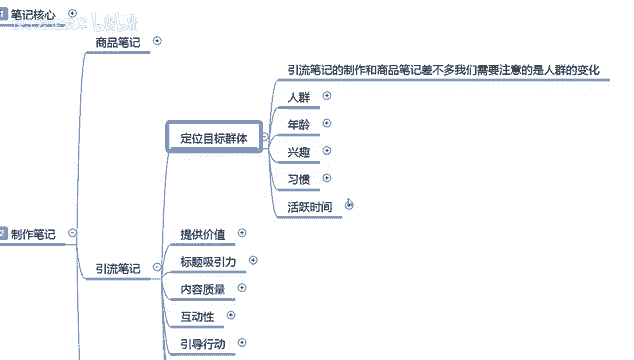 1 笔记核心
商品笔记
引流笔记的制作和商品笔记差不多我们需要注意的是人群的变化
人群
定位目标群体
年龄
兴趣
习惯
活跃时间
2 制作笔记
提供价值
标题吸引力
引流笔记
内容质量
互动性
引导行动